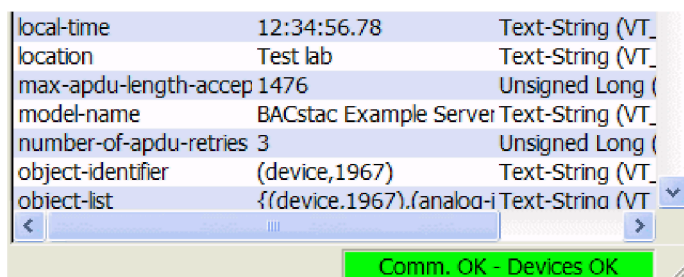 local-time 12:34:56.78 Text-String (VT_
location Test lab Text-String (VT_
max-apdu-length-accep 1476 Unsigned Long (
model-name BACstac Example Server Text-String (VT_
number-of-apdu-retries 3 Unsigned Long (
object-identifier (device,1967) Text-String (VT_
object-list {(device,1967),(analog-i Text-String (VT
Comm. OK - Devices OK